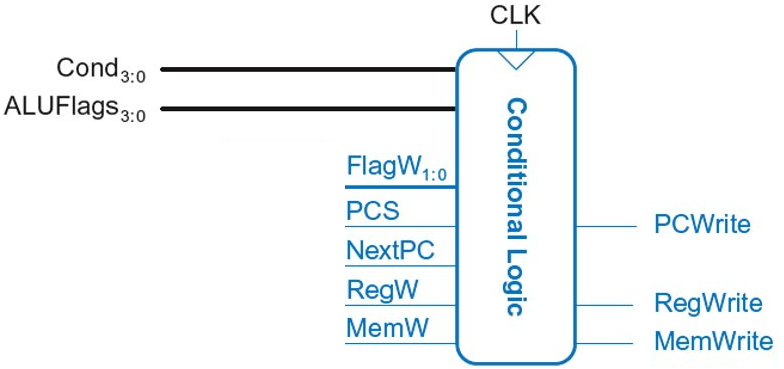 CLK
Cond3:0
ALUFlags3:0
Conditional Logic
FlagW1:0
PCS
NextPC
RegW
MemW
PCWrite
RegWrite
MemWrite